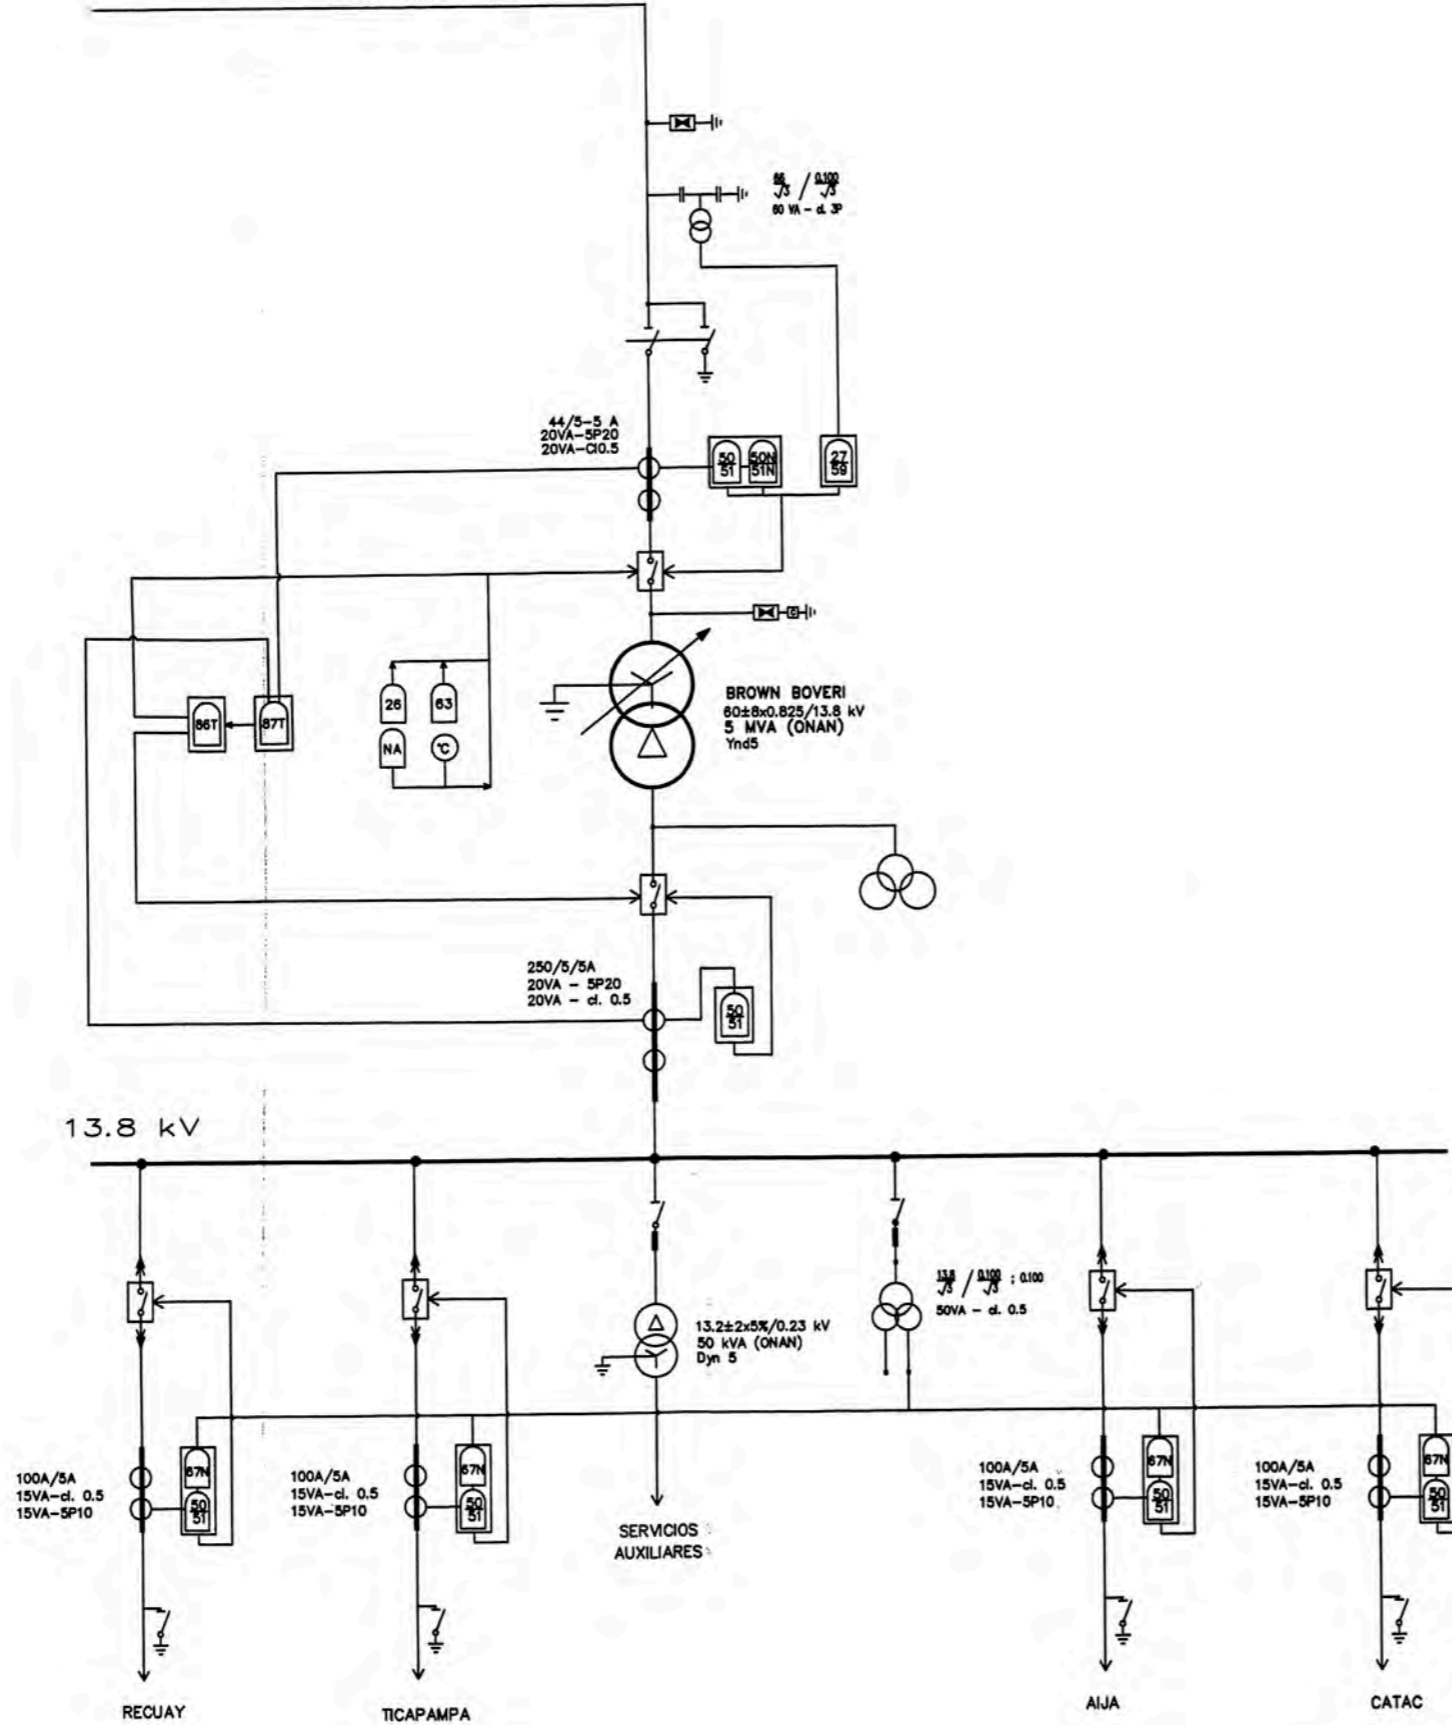 66/√3 / 0.100/√3
60 VA - cl. 3P
44/5-5 A
20VA-5P20
20VA-Cl0.5
50
51
50N
51N
27
59
86T
87T
26
63
NA
°C
BROWN BOVERI
60±8x0.825/13.8 kV
5 MVA (ONAN)
Ynd5
250/5/5A
20VA - 5P20
20VA - cl. 0.5
50
51
13.8 kV
13.8/√3 / 0.100/√3 ; 0.100
50VA - cl. 0.5
13.2±2x5%/0.23 kV
50 kVA (ONAN)
Dyn 5
100A/5A
15VA-cl. 0.5
15VA-5P10
67N
50
51
100A/5A
15VA-cl. 0.5
15VA-5P10
67N
50
51
SERVICIOS
AUXILIARES
100A/5A
15VA-cl. 0.5
15VA-5P10
67N
50
51
100A/5A
15VA-cl. 0.5
15VA-5P10
67N
50
51
RECUAY
TICAPAMPA
AIJA
CATAC